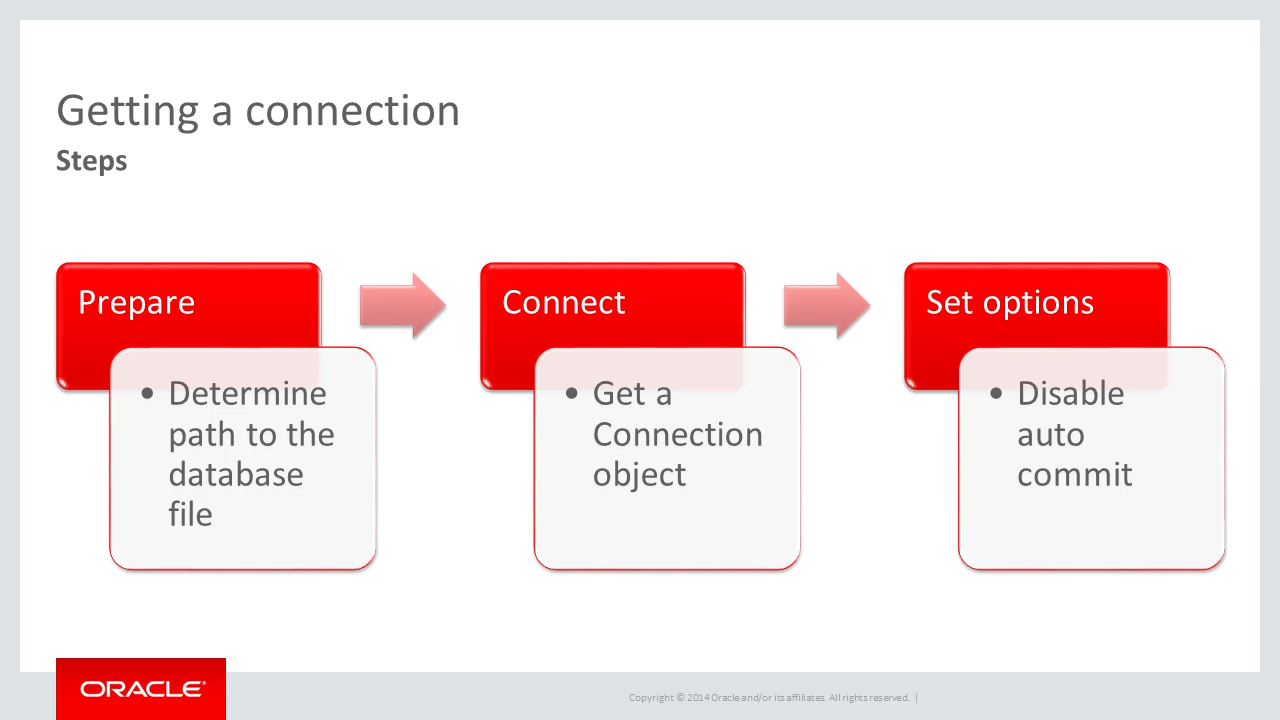 Getting a connection
Steps
Prepare
• Determine
path to the
database
file
Connect
• Get a
Connection
object
Set options
• Disable
auto
commit
ORACLE®
Copyright © 2014 Oracle and/or its affiliates. All rights reserved. |